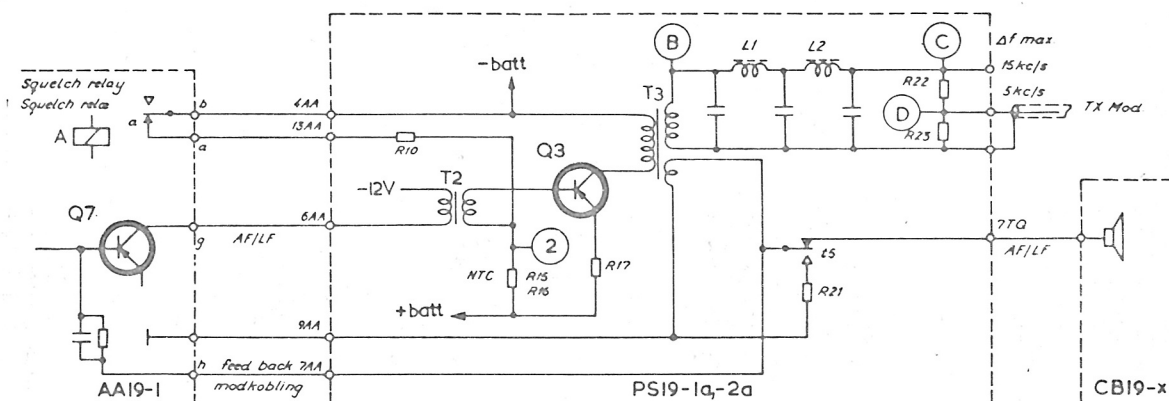 Squelch relay
Squelch relæ
A
a
b
a
4AA
13AA
R10
-batt
B
L1
L2
C
Δf max.
15kc/s
5kc/s
TX Mod.
R22
D
R23
T3
Q3
T2
-12V
Q7
g
AF/LF
6AA
2
NTC
R15
R16
R17
+batt
t5
R21
7TQ
AF/LF
9AA
h
feed back
modkobling
7AA
AA19-1
PS19-1a,-2a
CB19-x